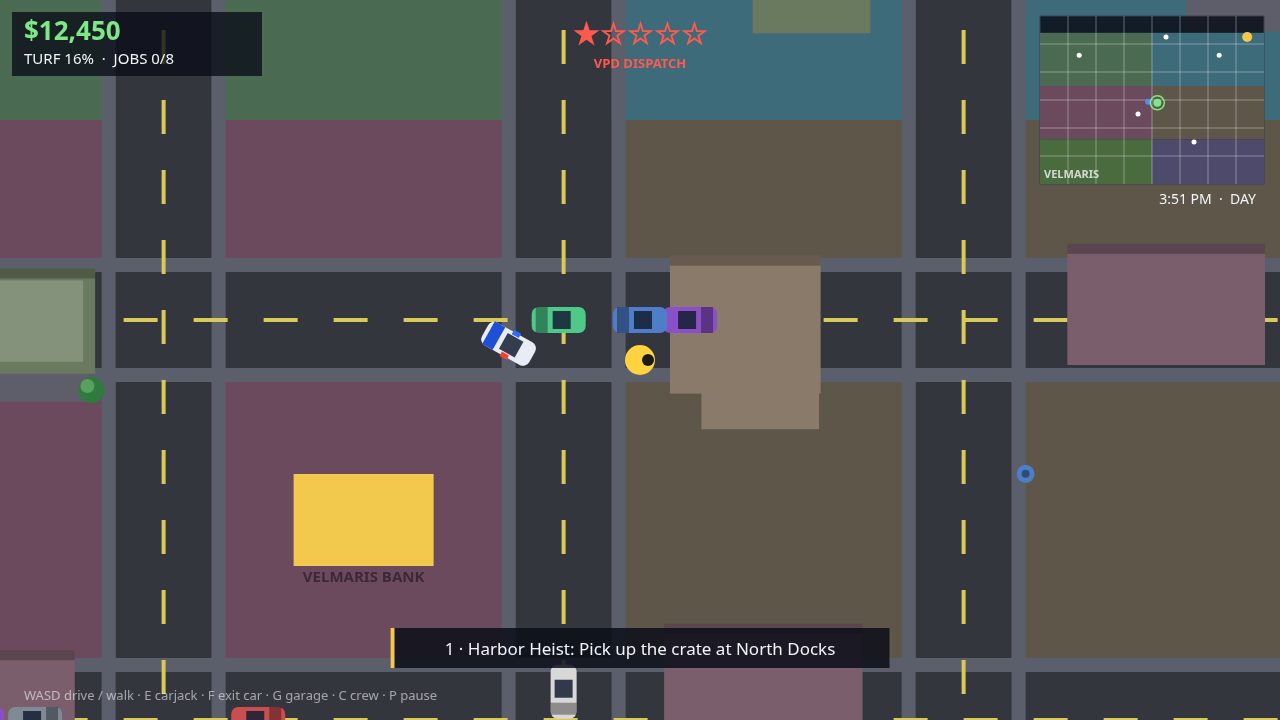 $12,450
TURF 16% · JOBS 0/8
VPD DISPATCH
VELMARIS
3:51 PM · DAY
VELMARIS BANK
1 · Harbor Heist: Pick up the crate at North Docks
WASD drive / walk · E carjack · F exit car · G garage · C crew · P pause